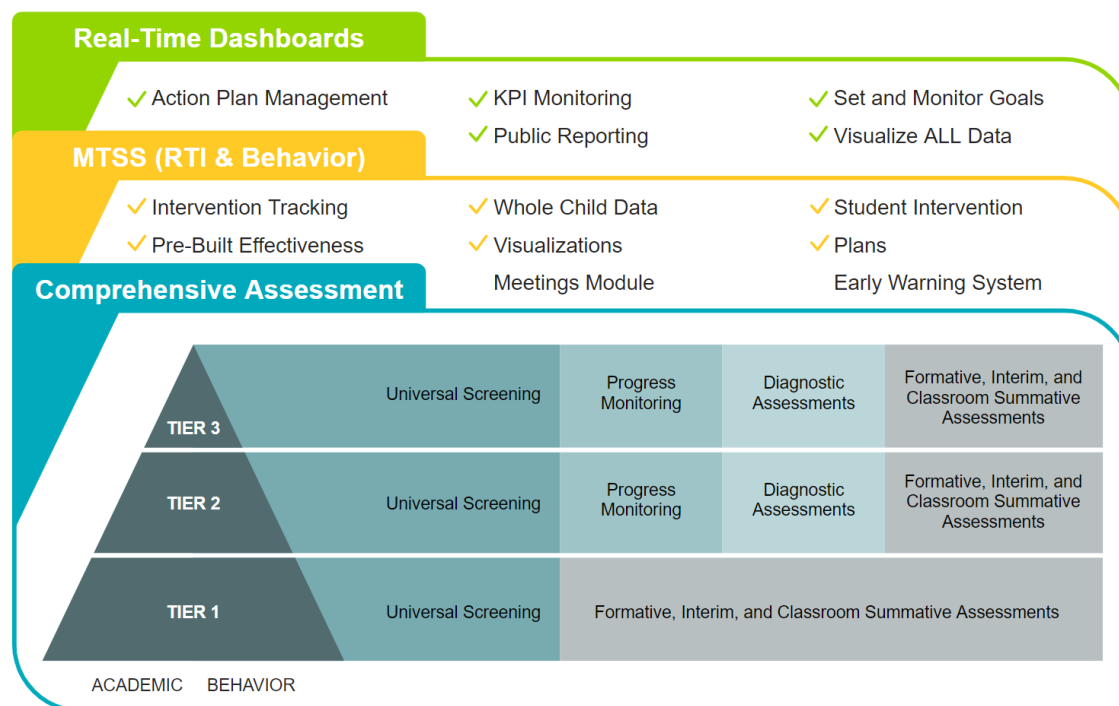 Real-Time Dashboards
Action Plan Management
KPI Monitoring
Set and Monitor Goals
Public Reporting
Visualize ALL Data
MTSS (RTI & Behavior)
Intervention Tracking
Whole Child Data
Student Intervention
Pre-Built Effectiveness
Visualizations
Plans
Meetings Module
Early Warning System
Comprehensive Assessment
TIER 3
Universal Screening
Progress
Monitoring
Diagnostic
Assessments
Formative, Interim, and
Classroom Summative
Assessments
TIER 2
Universal Screening
Progress
Monitoring
Diagnostic
Assessments
Formative, Interim, and
Classroom Summative
Assessments
TIER 1
Universal Screening
Formative, Interim, and Classroom Summative Assessments
ACADEMIC BEHAVIOR